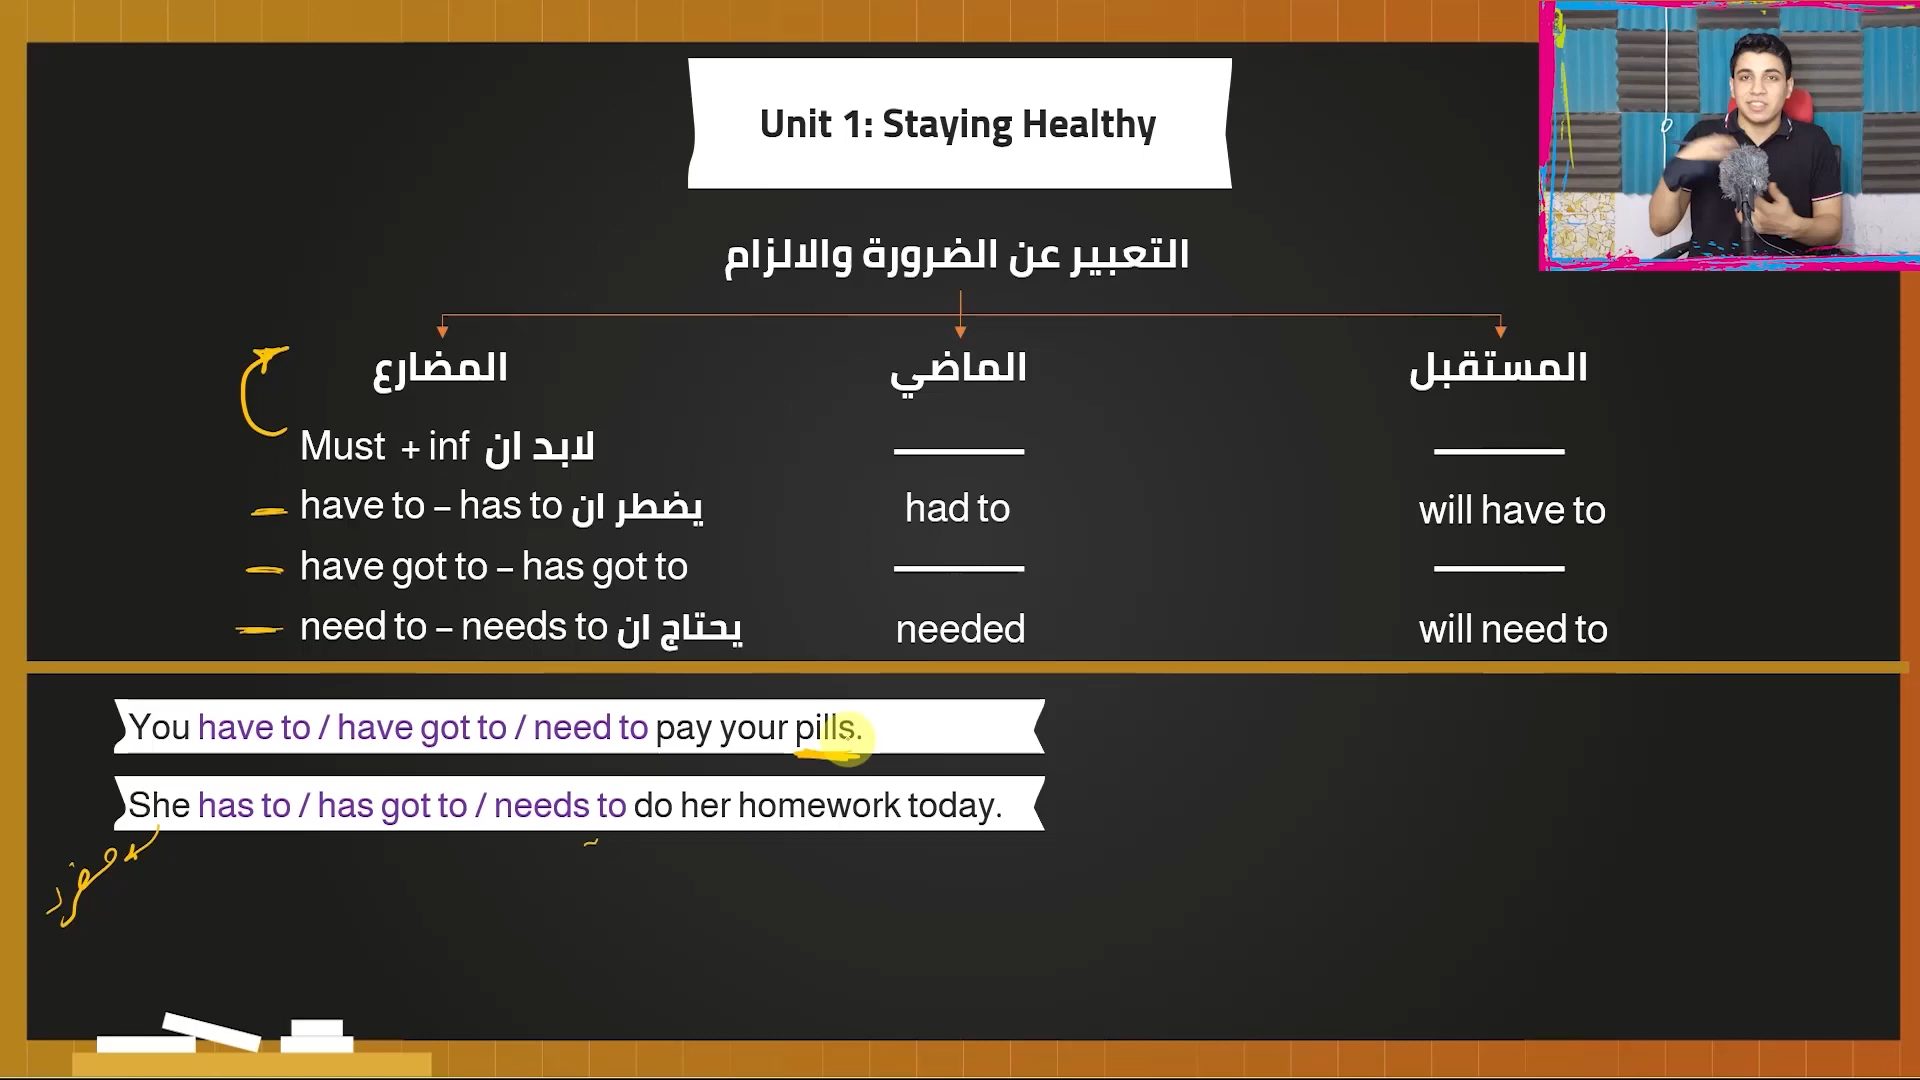 Unit 1: Staying Healthy
التعبير عن الضرورة والالزام
المضارع
الماضي
المستقبل
Must + inf لابد ان
have to – has to يضطر ان
had to
will have to
have got to – has got to
need to – needs to يحتاج ان
needed
will need to
You have to / have got to / need to pay your pills.
She has to / has got to / needs to do her homework today.
مفرد